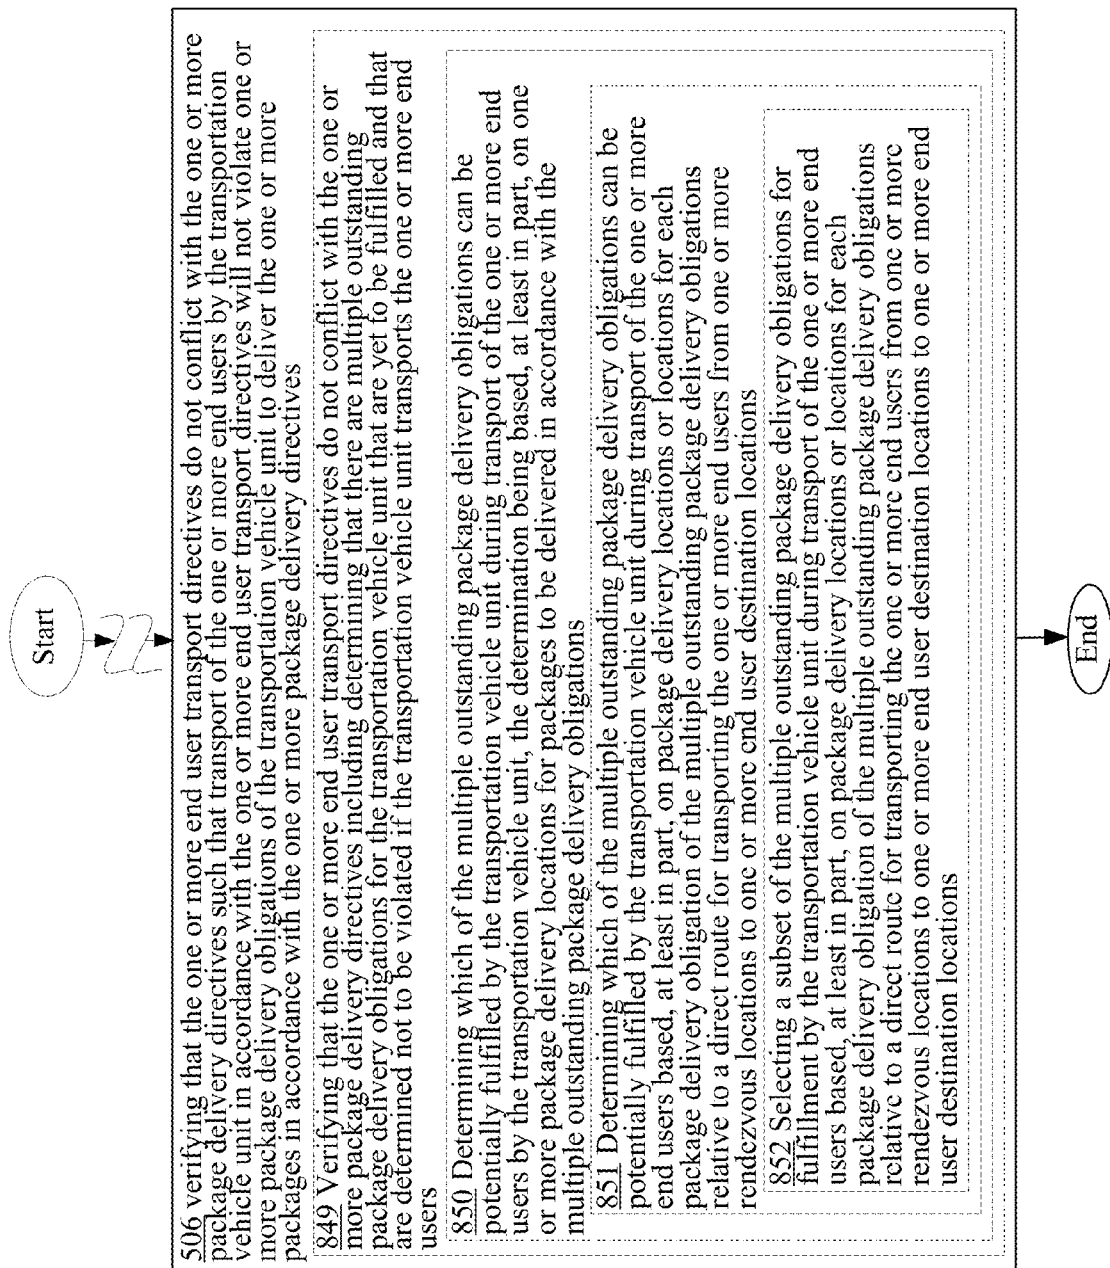 Start
506 verifying that the one or more end user transport directives do not conflict with the one or more
package delivery directives such that transport of the one or more end users by the transportation
vehicle unit in accordance with the one or more end user transport directives will not violate one or
more package delivery obligations of the transportation vehicle unit to deliver the one or more
packages in accordance with the one or more package delivery directives
849 Verifying that the one or more end user transport directives do not conflict with the one or
more package delivery directives including determining that there are multiple outstanding
package delivery obligations for the transportation vehicle unit that are yet to be fulfilled and that
are determined not to be violated if the transportation vehicle unit transports the one or more end
users
850 Determining which of the multiple outstanding package delivery obligations can be
potentially fulfilled by the transportation vehicle unit during transport of the one or more end
users by the transportation vehicle unit, the determination being based, at least in part, on one
or more package delivery locations for packages to be delivered in accordance with the
multiple outstanding package delivery obligations
851 Determining which of the multiple outstanding package delivery obligations can be
potentially fulfilled by the transportation vehicle unit during transport of the one or more
end users based, at least in part, on package delivery locations or locations for each
package delivery obligation of the multiple outstanding package delivery obligations
relative to a direct route for transporting the one or more end users from one or more
rendezvous locations to one or more end user destination locations
852 Selecting a subset of the multiple outstanding package delivery obligations for
fulfillment by the transportation vehicle unit during transport of the one or more end
users based, at least in part, on package delivery locations or locations for each
package delivery obligation of the multiple outstanding package delivery obligations
relative to a direct route for transporting the one or more end users from one or more
rendezvous locations to one or more end user destination locations to one or more end
user destination locations
End